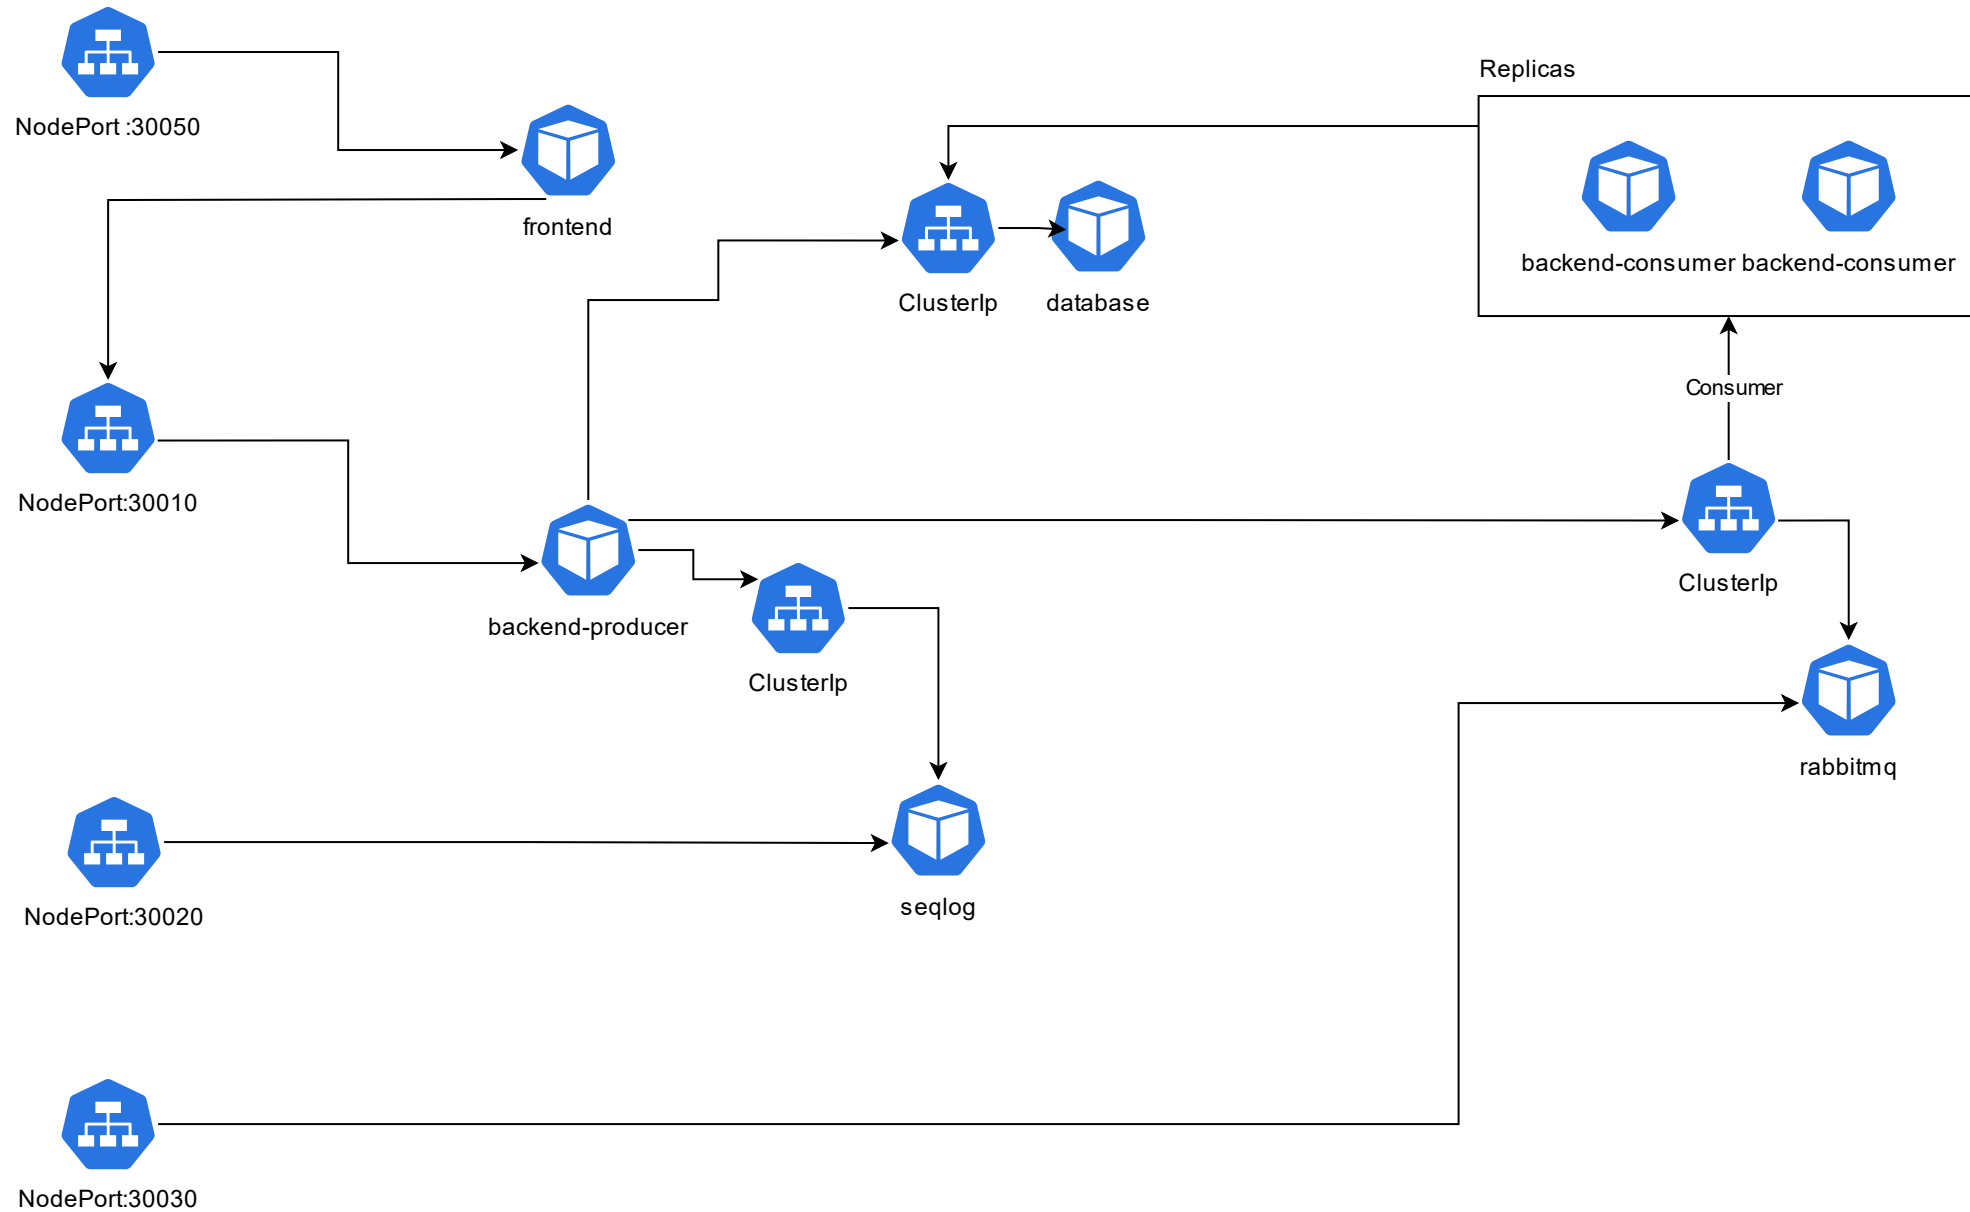 Replicas
NodePort :30050
frontend
backend-consumer backend-consumer
ClusterIp
database
Consumer
NodePort:30010
ClusterIp
backend-producer
ClusterIp
rabbitmq
seqlog
NodePort:30020
NodePort:30030